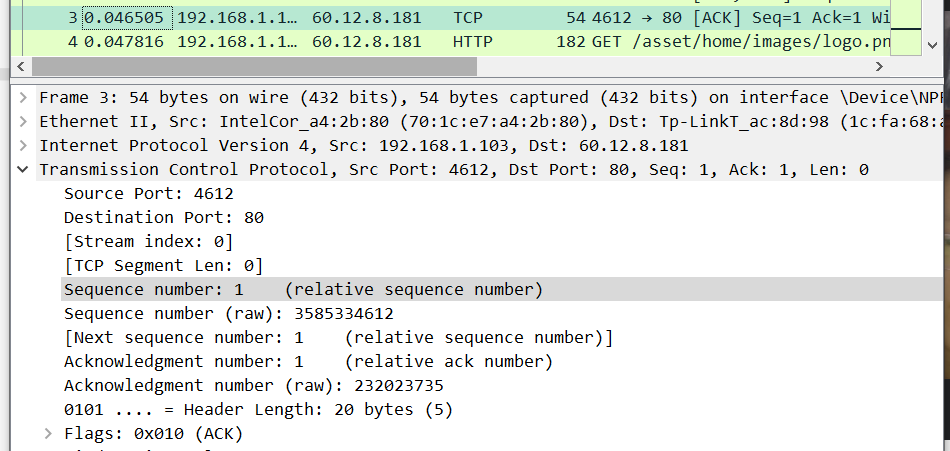 3 0.046505 192.168.1.1… 60.12.8.181 TCP 54 4612 → 80 [ACK] Seq=1 Ack=1 Wi
4 0.047816 192.168.1.1… 60.12.8.181 HTTP 182 GET /asset/home/images/logo.pn
Frame 3: 54 bytes on wire (432 bits), 54 bytes captured (432 bits) on interface \Device\NPF
Ethernet II, Src: IntelCor_a4:2b:80 (70:1c:e7:a4:2b:80), Dst: Tp-LinkT_ac:8d:98 (1c:fa:68:a
Internet Protocol Version 4, Src: 192.168.1.103, Dst: 60.12.8.181
Transmission Control Protocol, Src Port: 4612, Dst Port: 80, Seq: 1, Ack: 1, Len: 0
Source Port: 4612
Destination Port: 80
[Stream index: 0]
[TCP Segment Len: 0]
Sequence number: 1 (relative sequence number)
Sequence number (raw): 3585334612
[Next sequence number: 1 (relative sequence number)]
Acknowledgment number: 1 (relative ack number)
Acknowledgment number (raw): 232023735
0101 .... = Header Length: 20 bytes (5)
Flags: 0x010 (ACK)